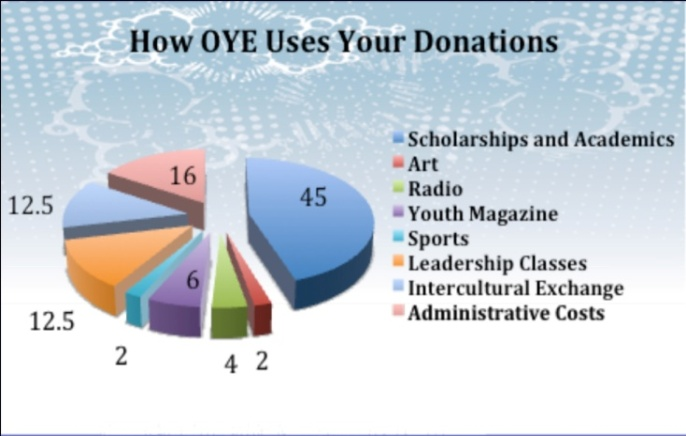 How OYE Uses Your Donations
16
45
12.5
12.5
6
2
4
2
Scholarships and Academics
Art
Radio
Youth Magazine
Sports
Leadership Classes
Intercultural Exchange
Administrative Costs